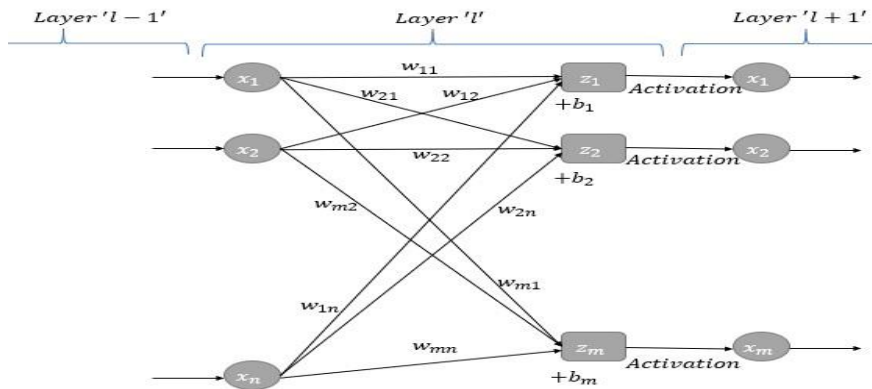 Layer 'l − 1' Layer 'l' Layer 'l + 1'
x₁ w₁₁ z₁ Activation x₁
w₂₁ w₁₂ +b₁
x₂ w₂₂ z₂ Activation x₂
+b₂
wₘ₂ w₂ₙ
w₁ₙ wₘ₁
wₘₙ zₘ Activation xₘ
xₙ +bₘ